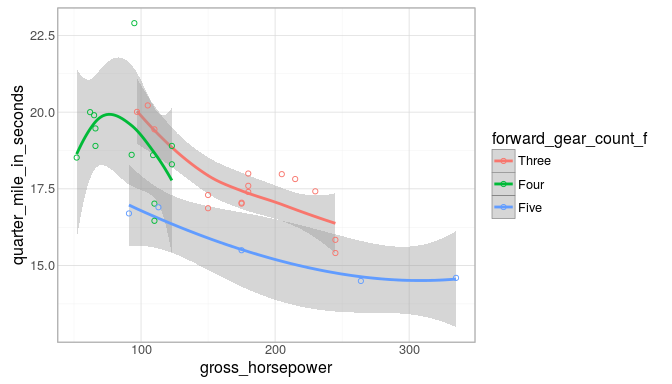 22.5
20.0
17.5
15.0
quarter_mile_in_seconds
100
200
300
gross_horsepower
forward_gear_count_f
Three
Four
Five